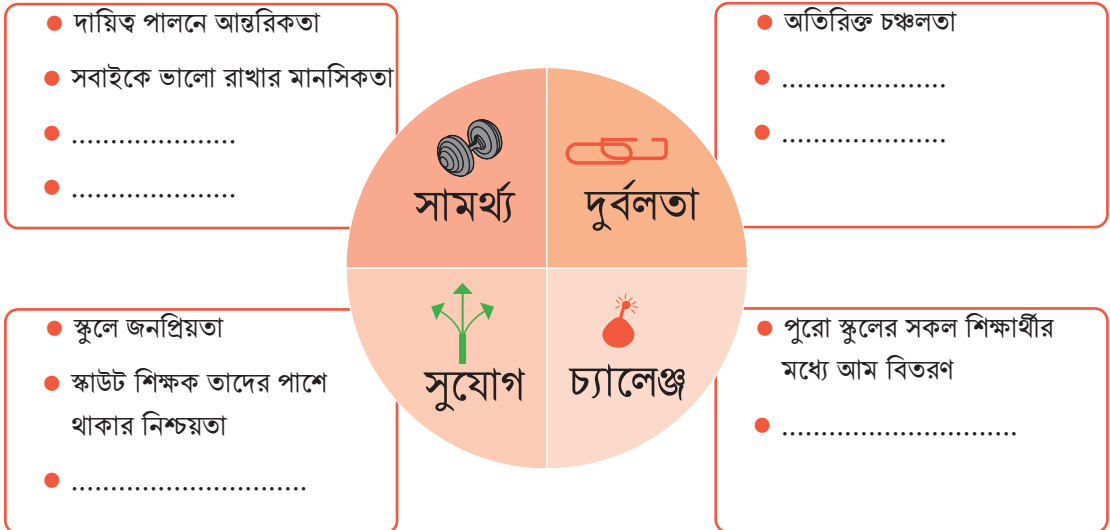 ● দায়িত্ব পালনে আন্তরিকতা
● সবাইকে ভালো রাখার মানসিকতা
● .....................
● .....................
● অতিরিক্ত চঞ্চলতা
● .....................
● .....................
সামর্থ্য
দুর্বলতা
সুযোগ
চ্যালেঞ্জ
● স্কুলে জনপ্রিয়তা
● স্কাউট শিক্ষক তাদের পাশে
থাকার নিশ্চয়তা
● ..............................
● পুরো স্কুলের সকল শিক্ষার্থীর
মধ্যে আম বিতরণ
● ..............................